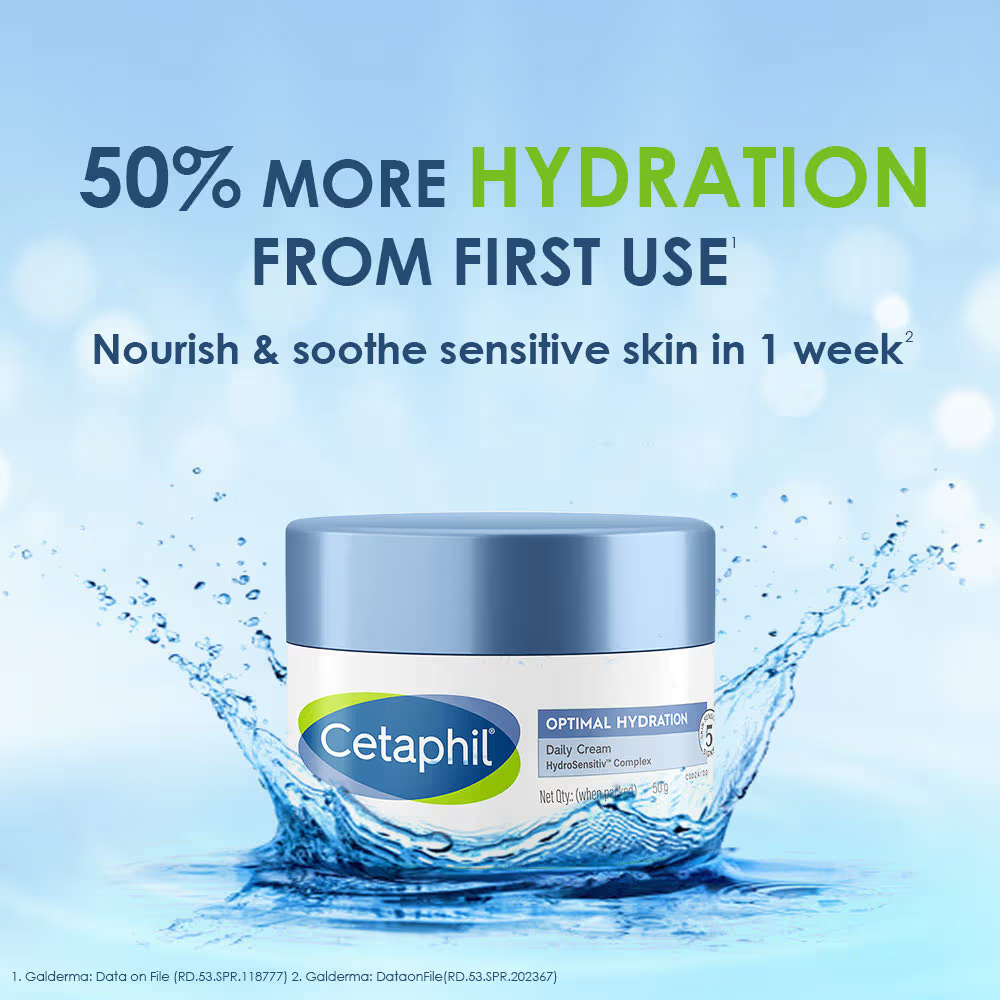 50% MORE HYDRATION
FROM FIRST USE¹
Nourish & soothe sensitive skin in 1 week²
Cetaphil®
OPTIMAL HYDRATION
Daily Cream
HydroSensitiv™ Complex
5
Net Qty.: (when packed) 50 g
1. Galderma: Data on File (RD.53.SPR.118777) 2. Galderma: DataonFile(RD.53.SPR.202367)